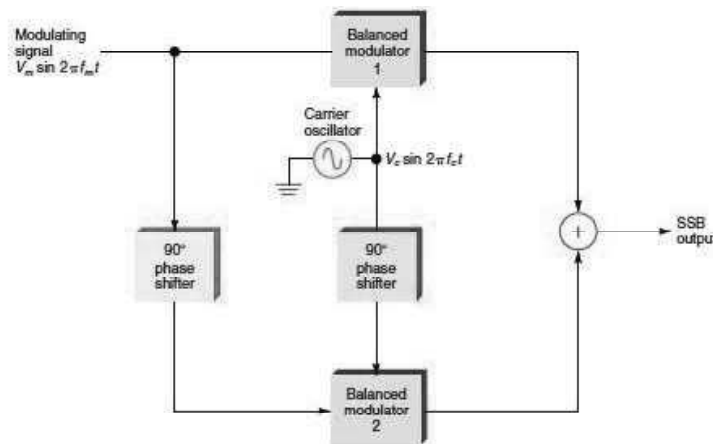 Modulating
signal
Vm sin 2πfmt
Balanced
modulator
1
Carrier
oscillator
Vc sin 2πfct
90°
phase
shifter
90°
phase
shifter
+
SSB
output
Balanced
modulator
2